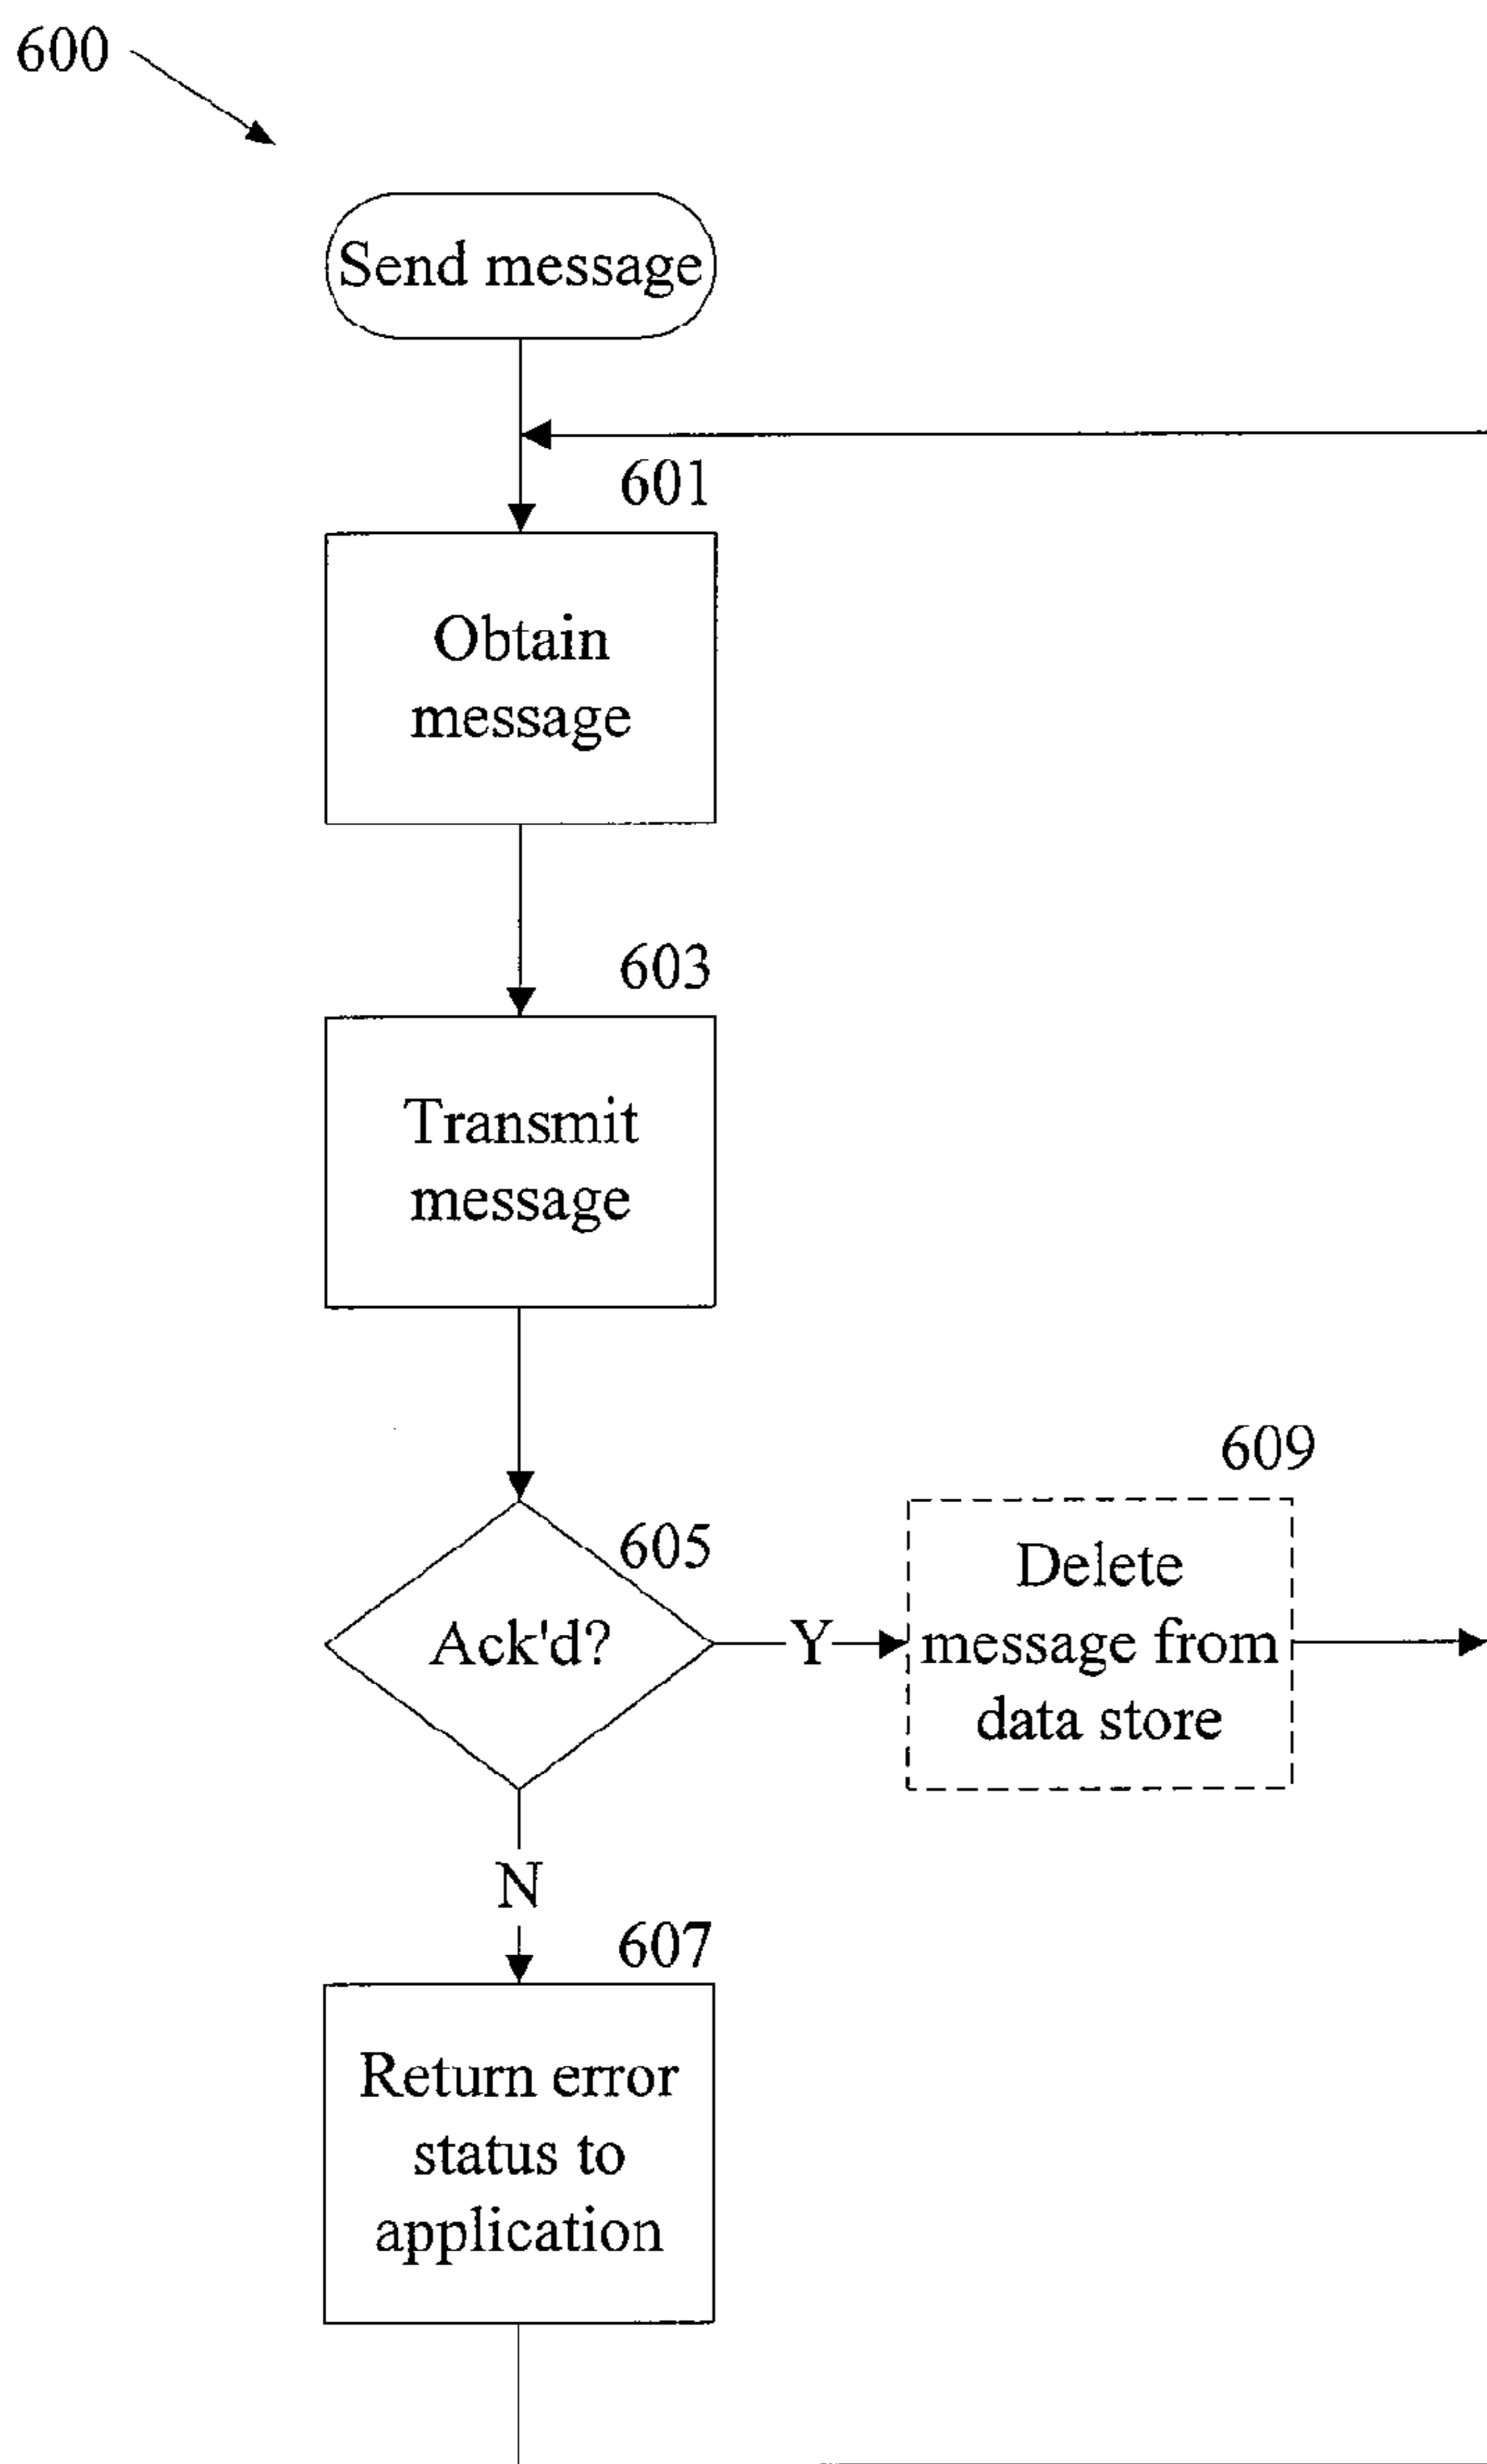 600
Send message
601
Obtain
message
603
Transmit
message
605
Ack'd?
Y
609
Delete
message from
data store
N
607
Return error
status to
application